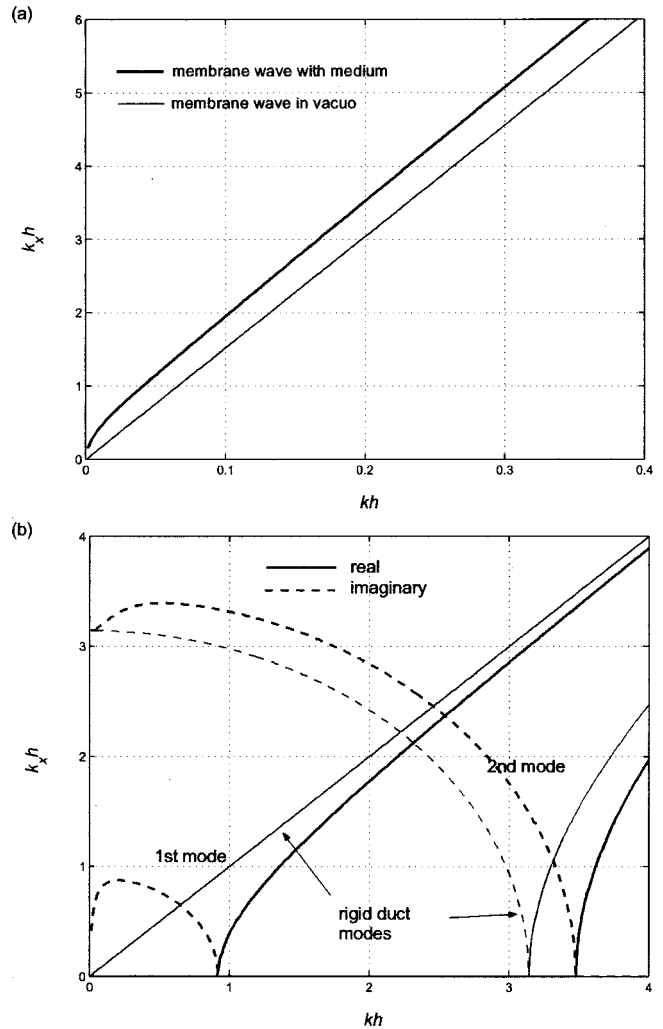 (a)
6
membrane wave with medium
membrane wave in vacuo
5
4
k_x h
3
2
1
0
0 0.1 0.2 0.3 0.4
kh
(b)
4
real
imaginary
3
k_x h
2
2nd mode
1st mode
1
rigid duct
modes
0
0 1 2 3 4
kh